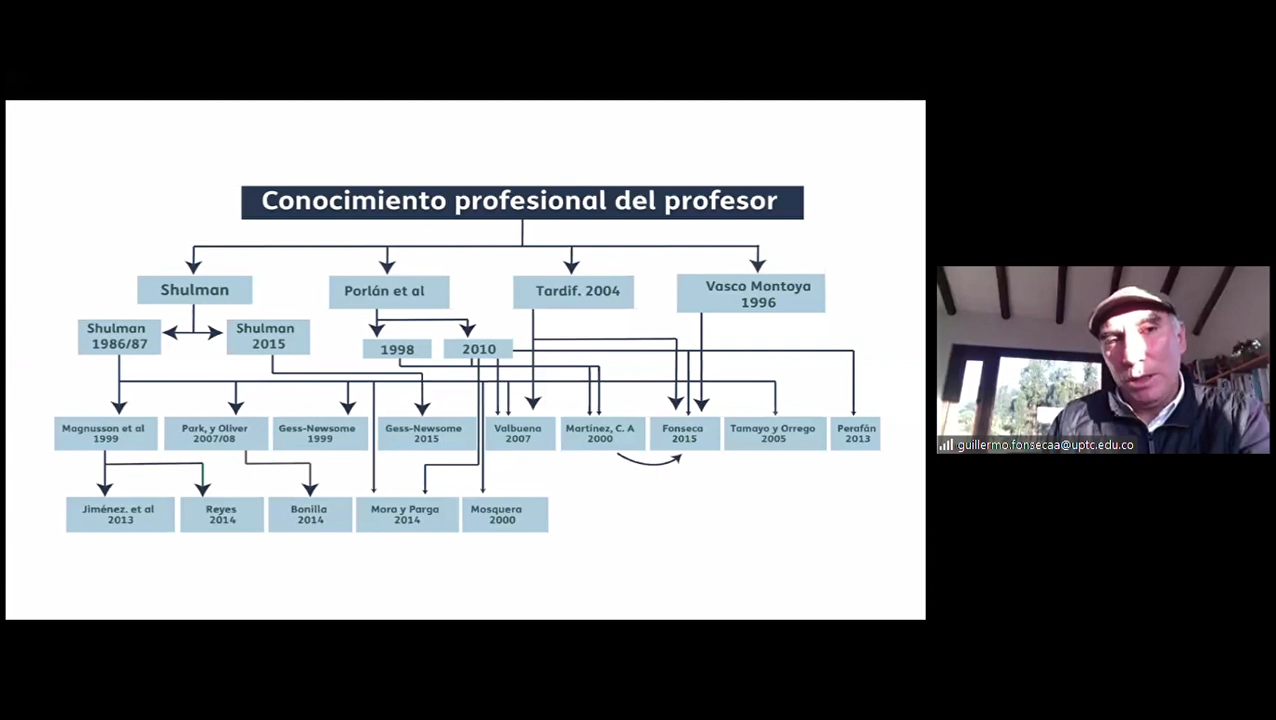 Conocimiento profesional del profesor
Shulman
Porlán et al
Tardif. 2004
Vasco Montoya
1996
Shulman
1986/87
Shulman
2015
1998
2010
Magnusson et al
1999
Park, y Oliver
2007/08
Gess-Newsome
1999
Gess-Newsome
2015
Valbuena
2007
Martínez, C. A
2000
Fonseca
2015
Tamayo y Orrego
2005
Perafán
2013
Jiménez. et al
2013
Reyes
2014
Bonilla
2014
Mora y Parga
2014
Mosquera
2000
guillermo.fonsecaa@uptc.edu.co